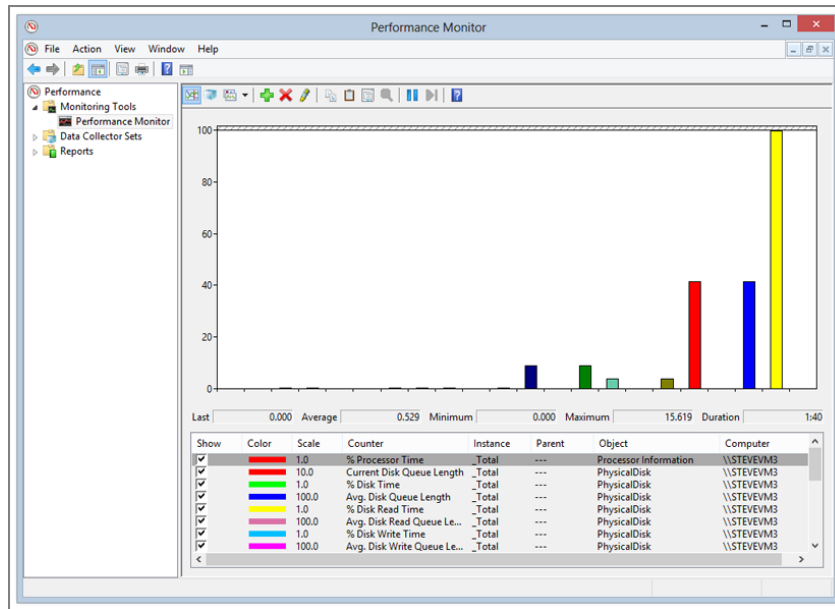 Performance Monitor
File Action View Window Help
Performance
Monitoring Tools
Performance Monitor
Data Collector Sets
Reports
100
80
60
40
20
0
Last 0.000 Average 0.529 Minimum 0.000 Maximum 15.619 Duration 1:40
Show Color Scale Counter Instance Parent Object Computer
1.0 % Processor Time _Total --- Processor Information \\STEVEVM3
10.0 Current Disk Queue Length _Total --- PhysicalDisk \\STEVEVM3
1.0 % Disk Time _Total --- PhysicalDisk \\STEVEVM3
100.0 Avg. Disk Queue Length _Total --- PhysicalDisk \\STEVEVM3
1.0 % Disk Read Time _Total --- PhysicalDisk \\STEVEVM3
100.0 Avg. Disk Read Queue Le... _Total --- PhysicalDisk \\STEVEVM3
1.0 % Disk Write Time _Total --- PhysicalDisk \\STEVEVM3
100.0 Avg. Disk Write Queue Le... _Total --- PhysicalDisk \\STEVEVM3